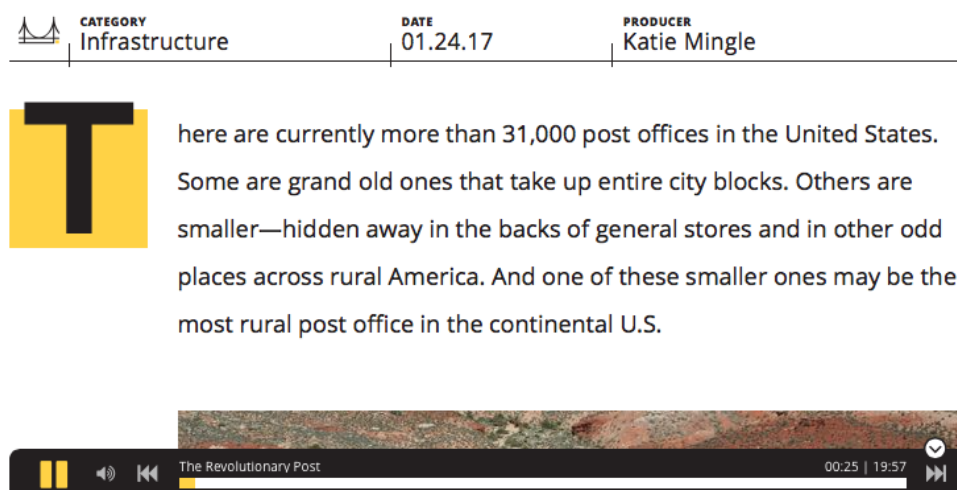 CATEGORY
Infrastructure
DATE
01.24.17
PRODUCER
Katie Mingle
There are currently more than 31,000 post offices in the United States.
Some are grand old ones that take up entire city blocks. Others are
smaller—hidden away in the backs of general stores and in other odd
places across rural America. And one of these smaller ones may be the
most rural post office in the continental U.S.
The Revolutionary Post
00:25 | 19:57